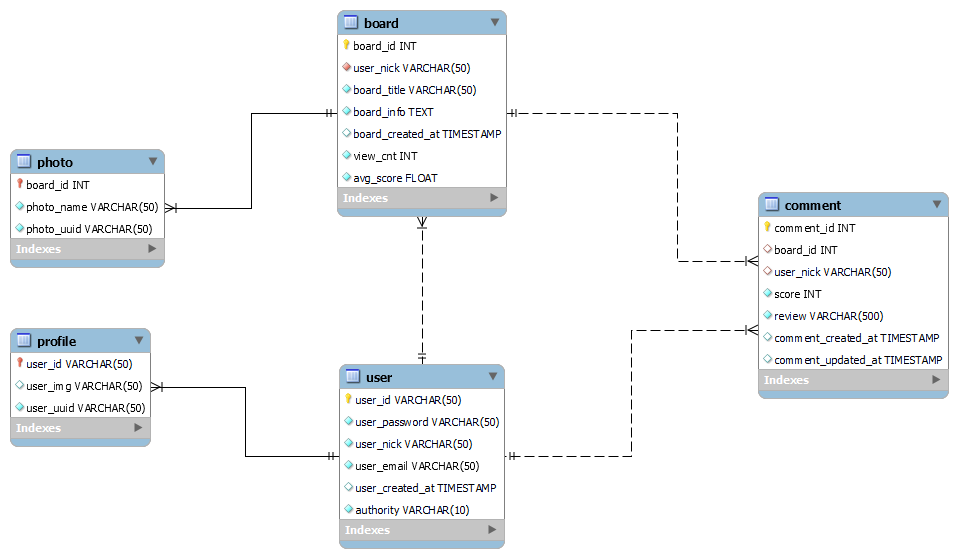 board
board_id INT
user_nick VARCHAR(50)
board_title VARCHAR(50)
board_info TEXT
board_created_at TIMESTAMP
view_cnt INT
avg_score FLOAT
Indexes
photo
board_id INT
photo_name VARCHAR(50)
photo_uuid VARCHAR(50)
Indexes
comment
comment_id INT
board_id INT
user_nick VARCHAR(50)
score INT
review VARCHAR(500)
comment_created_at TIMESTAMP
comment_updated_at TIMESTAMP
Indexes
profile
user_id VARCHAR(50)
user_img VARCHAR(50)
user_uuid VARCHAR(50)
Indexes
user
user_id VARCHAR(50)
user_password VARCHAR(50)
user_nick VARCHAR(50)
user_email VARCHAR(50)
user_created_at TIMESTAMP
authority VARCHAR(10)
Indexes